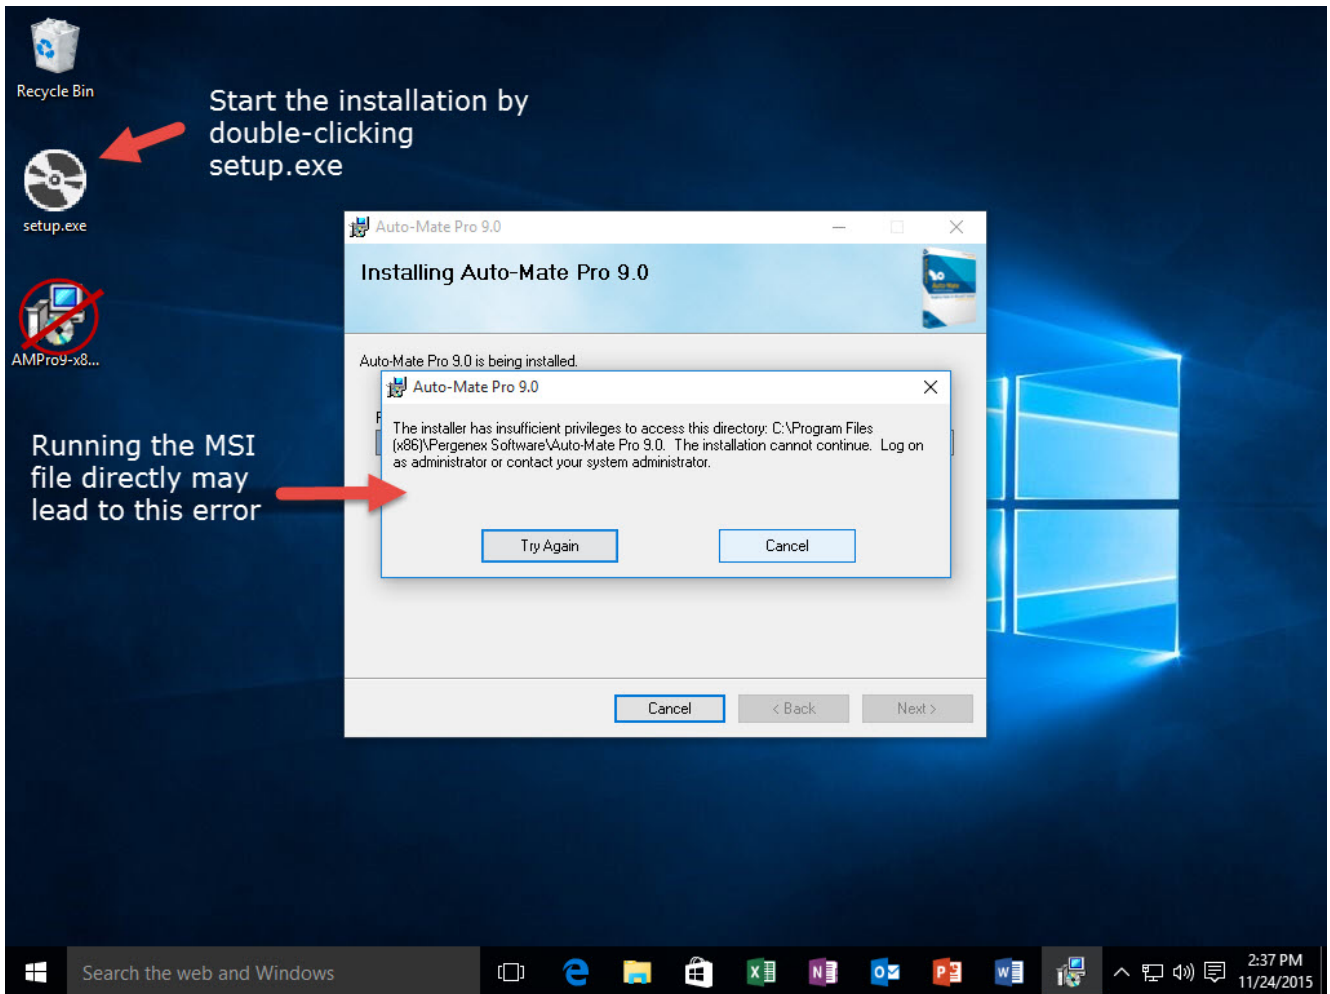 Recycle Bin
Start the installation by
double-clicking
setup.exe
setup.exe
Auto-Mate Pro 9.0
Installing Auto-Mate Pro 9.0
Auto-Mate Pro 9.0 is being installed.
AMPro9-x8...
Auto-Mate Pro 9.0
The installer has insufficient privileges to access this directory: C:\Program Files
(x86)\Pergenex Software\Auto-Mate Pro 9.0.  The installation cannot continue.  Log on
as administrator or contact your system administrator.
Running the MSI
file directly may
lead to this error
Try Again
Cancel
Cancel
< Back
Next >
Search the web and Windows
2:37 PM
11/24/2015